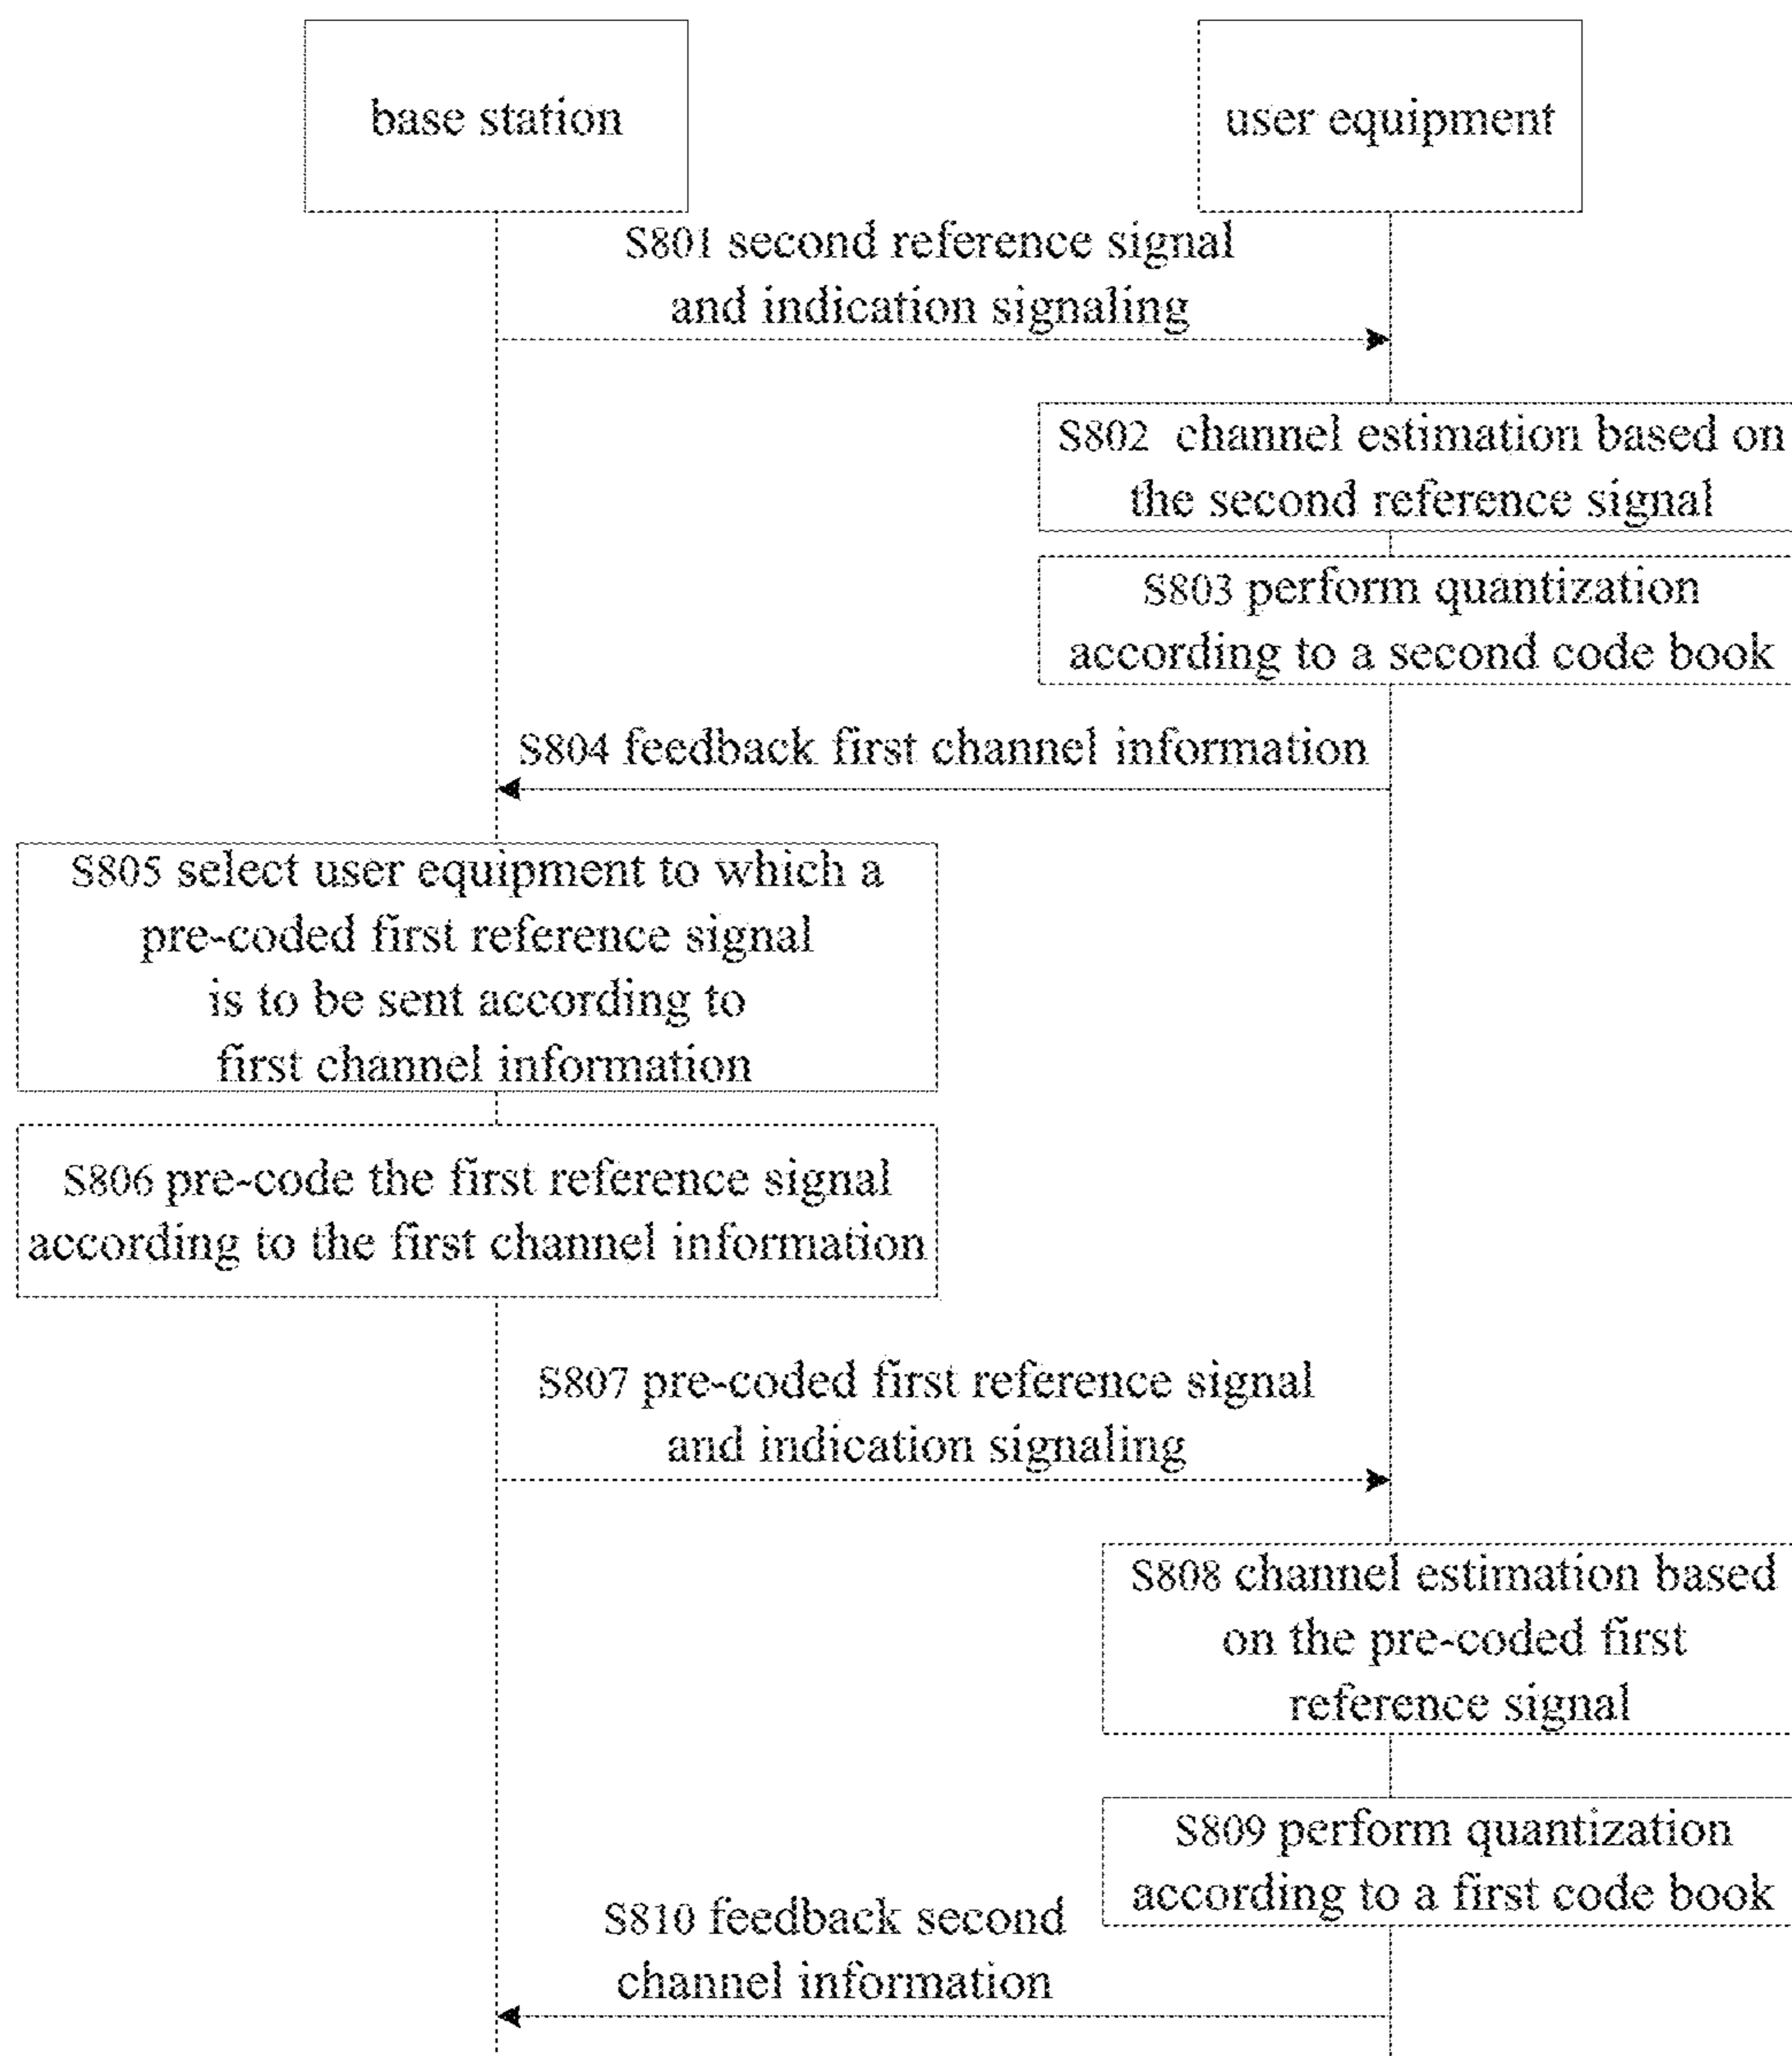 base station
user equipment
S801 second reference signal
and indication signaling
S802 channel estimation based on
the second reference signal
S803 perform quantization
according to a second code book
S804 feedback first channel information
S805 select user equipment to which a
pre-coded first reference signal
is to be sent according to
first channel information
S806 pre-code the first reference signal
according to the first channel information
S807 pre-coded first reference signal
and indication signaling
S808 channel estimation based
on the pre-coded first
reference signal
S809 perform quantization
according to a first code book
S810 feedback second
channel information